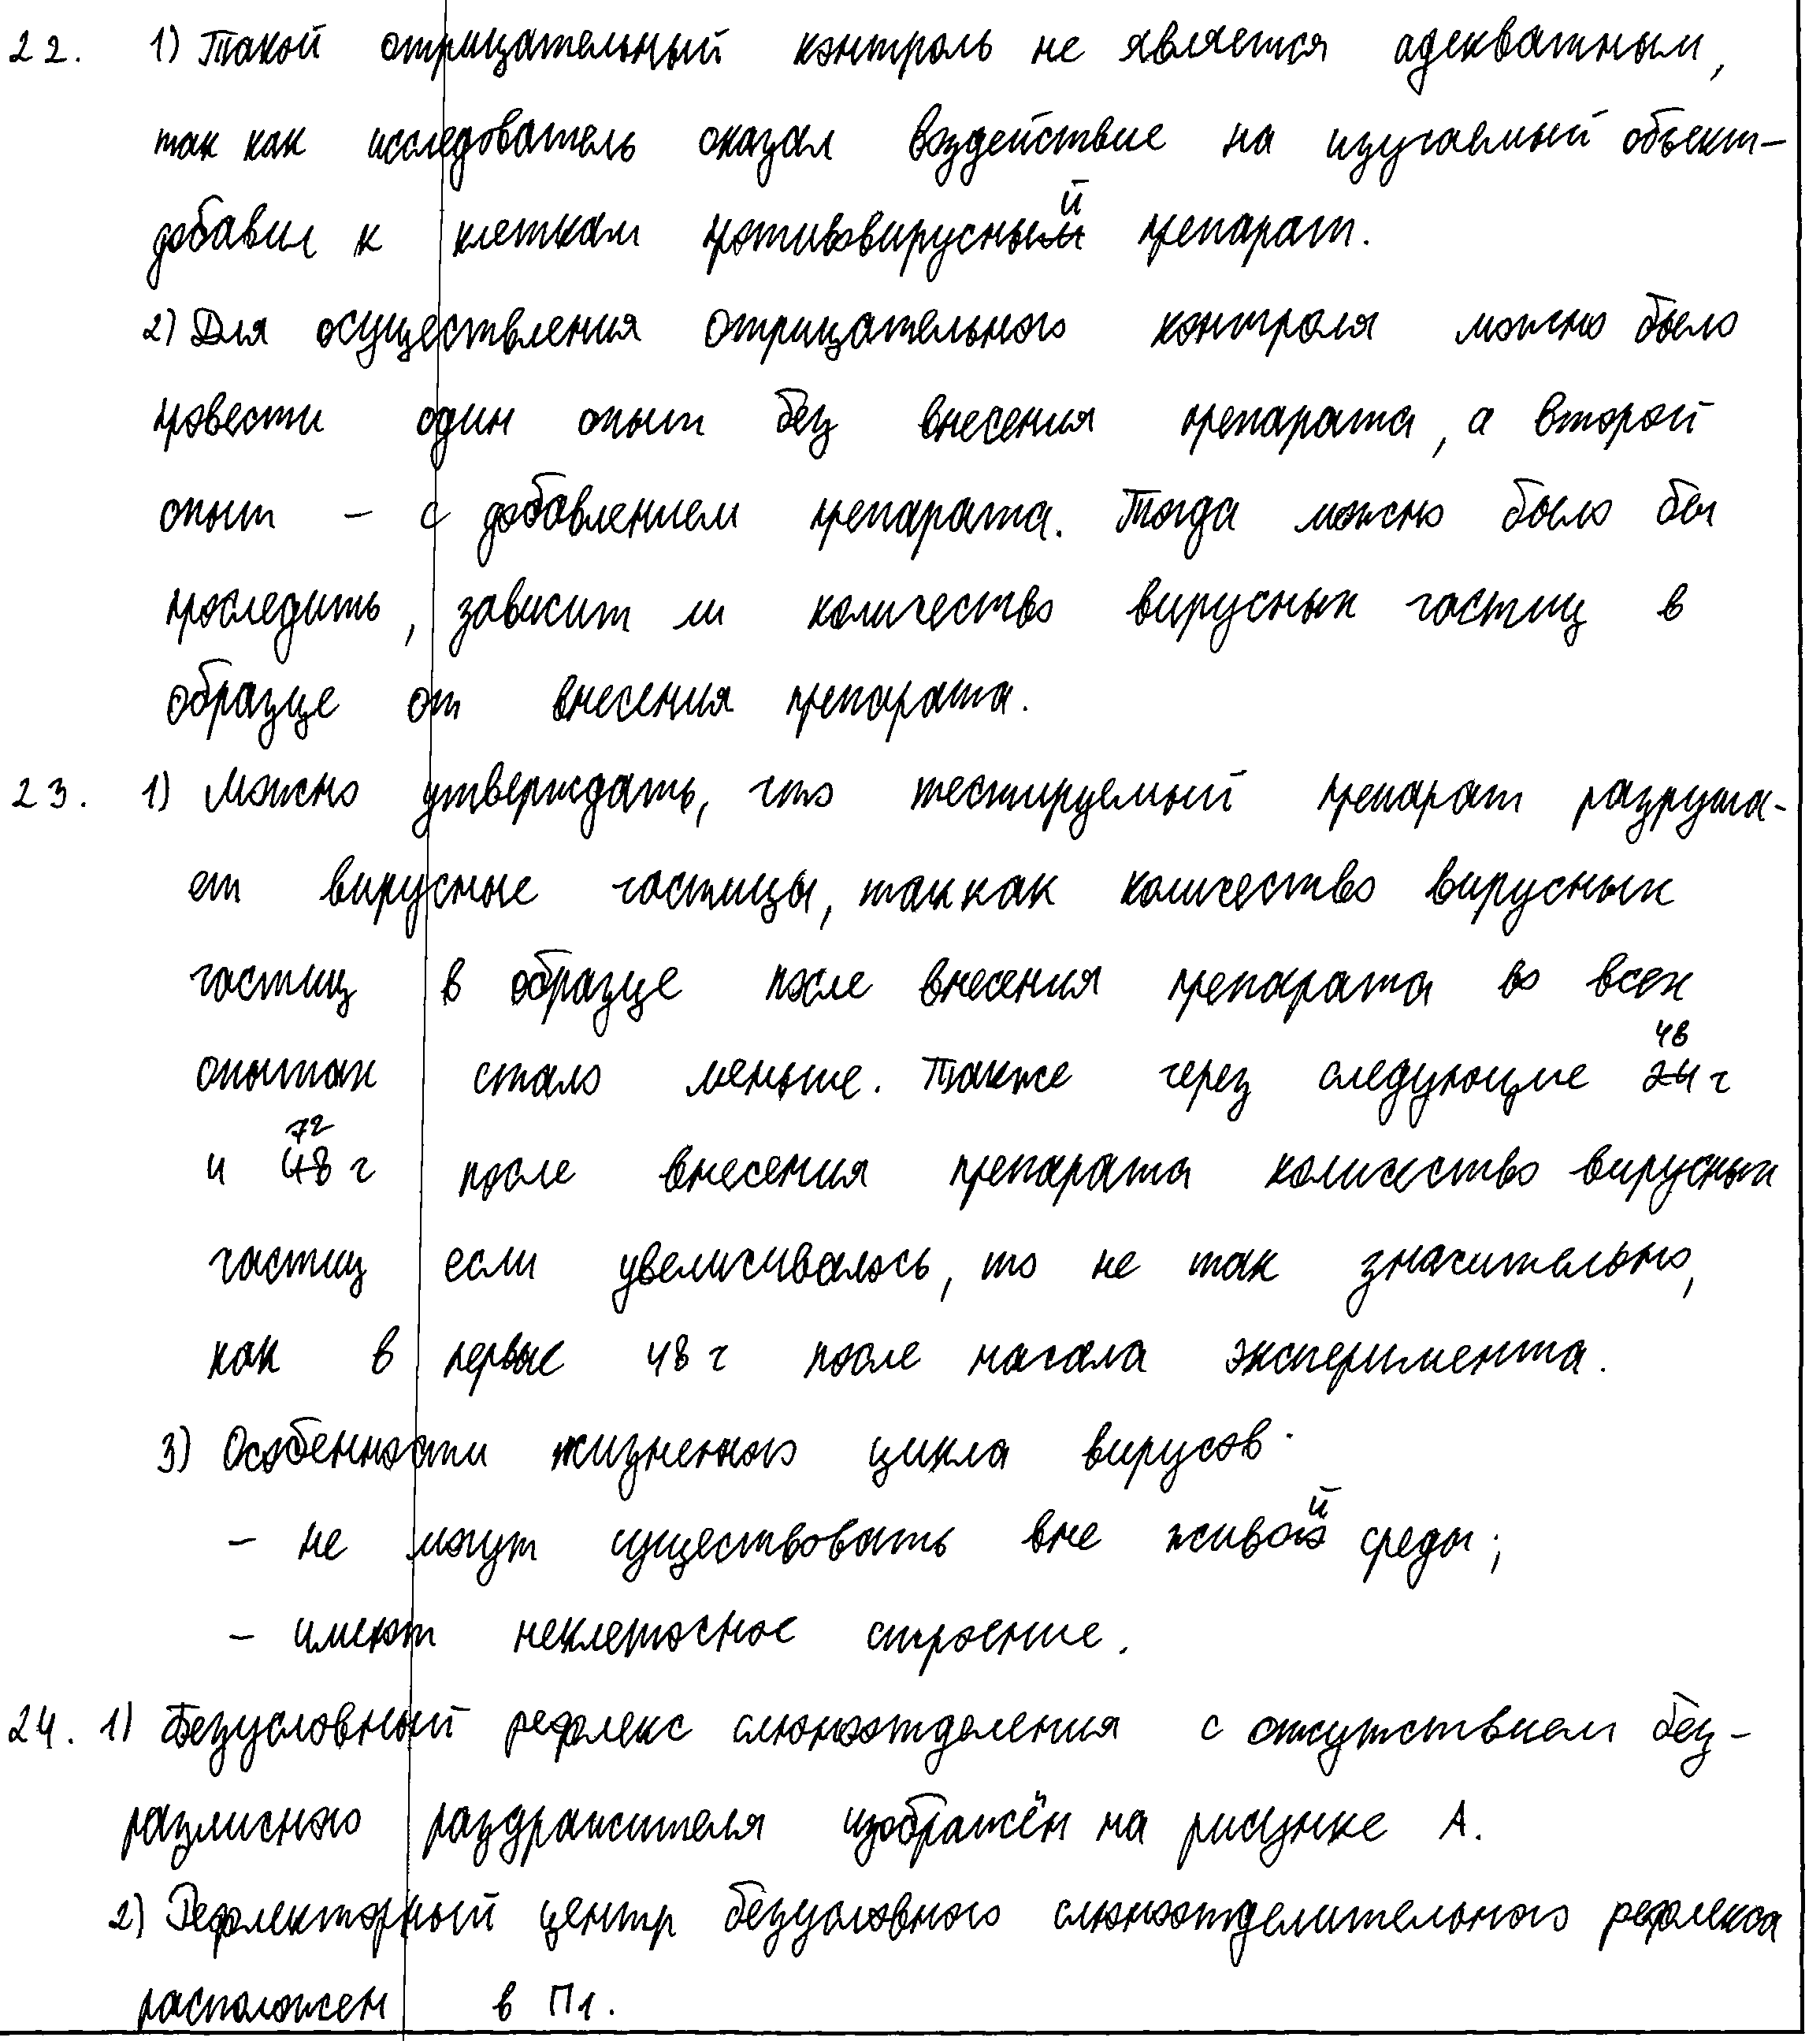 22. 1) Такой отрицательный контроль не является адекватным,
так как исследователь оказал воздействие на изучаемый объект -
добавил к клеткам противовирусный препарат.
2) Для осуществления отрицательного контроля можно было
провести один опыт без внесения препарата, а второй
опыт - с добавлением препарата. Тогда можно было бы
проследить, зависит ли количество вирусных частиц в
образце от внесения препарата.
23. 1) Можно утверждать, что тестируемый препарат разруша-
ет вирусные частицы, так как количество вирусных
частиц в образце после внесения препарата во всех
опытах стало меньше. Также через следующие 48 ч
и 72 ч после внесения препарата количество вирусных
частиц если увеличивалось, то не так значительно,
как в первые 48 ч после начала эксперимента.
3) Особенности жизненного цикла вирусов:
- не могут существовать вне живой среды;
- имеют неклеточное строение.
24. 1) Безусловный рефлекс слюноотделения с отсутствием без-
различного раздражителя изображён на рисунке А.
2) Рефлекторный центр безусловного слюноотделительного рефлекса
расположен в П1.